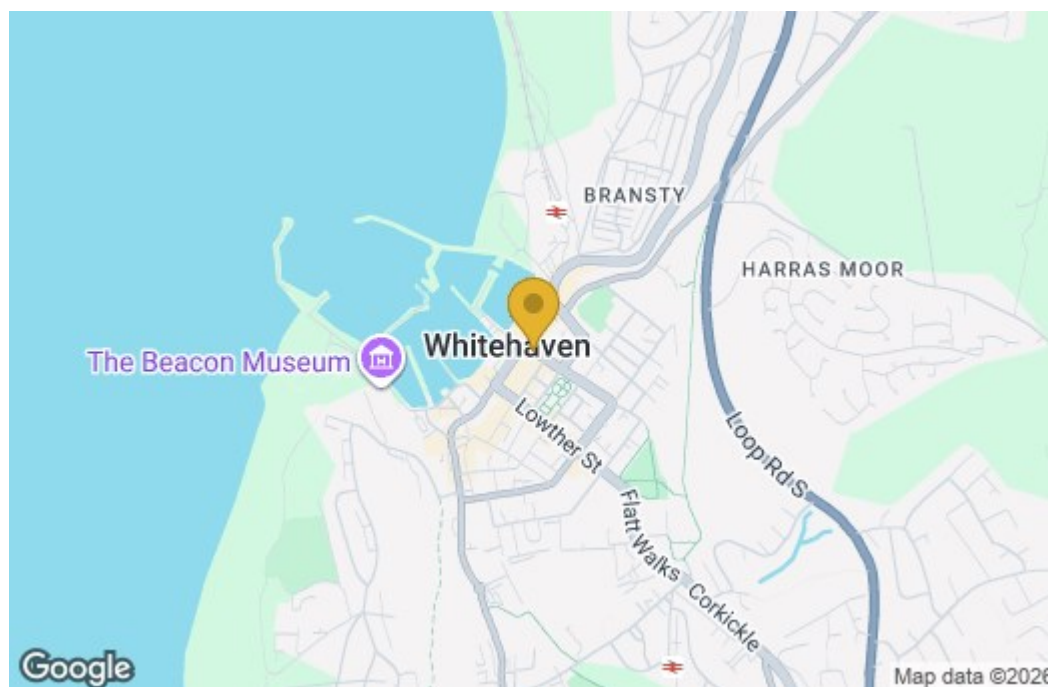 BRANSTY
HARRAS MOOR
Whitehaven
The Beacon Museum
Lowther St
Loop Rd S
Flatt Walks
Corkickle
Google
Map data ©2026